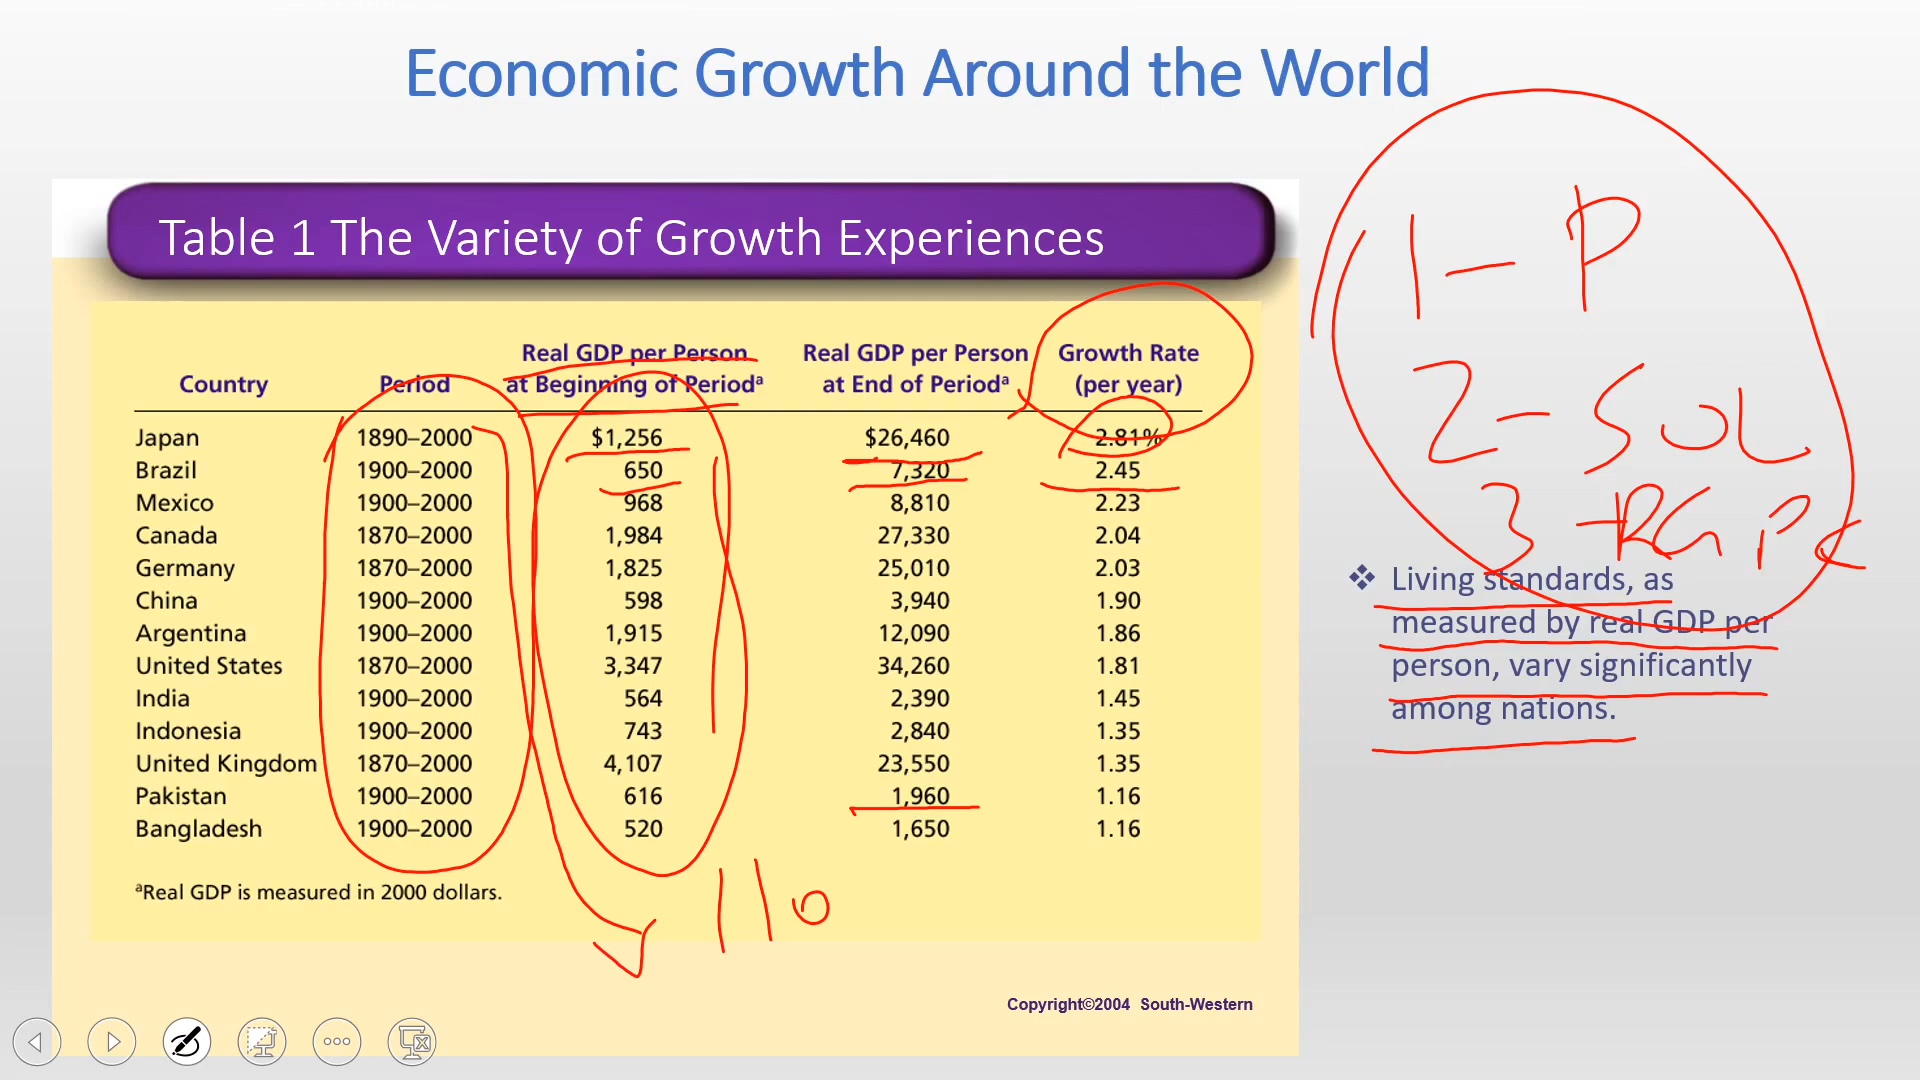 Economic Growth Around the World
Table 1 The Variety of Growth Experiences
Country Period Real GDP per Person at Beginning of Periodᵃ Real GDP per Person at End of Periodᵃ Growth Rate (per year)
Japan 1890–2000 $1,256 $26,460 2.81%
Brazil 1900–2000 650 7,320 2.45
Mexico 1900–2000 968 8,810 2.23
Canada 1870–2000 1,984 27,330 2.04
Germany 1870–2000 1,825 25,010 2.03
China 1900–2000 598 3,940 1.90
Argentina 1900–2000 1,915 12,090 1.86
United States 1870–2000 3,347 34,260 1.81
India 1900–2000 564 2,390 1.45
Indonesia 1900–2000 743 2,840 1.35
United Kingdom 1870–2000 4,107 23,550 1.35
Pakistan 1900–2000 616 1,960 1.16
Bangladesh 1900–2000 520 1,650 1.16
ᵃReal GDP is measured in 2000 dollars.
110
Copyright©2004 South-Western
1 – P
2 – SOL
3 –
❖ Living standards, as
measured by real GDP per
person, vary significantly
among nations.